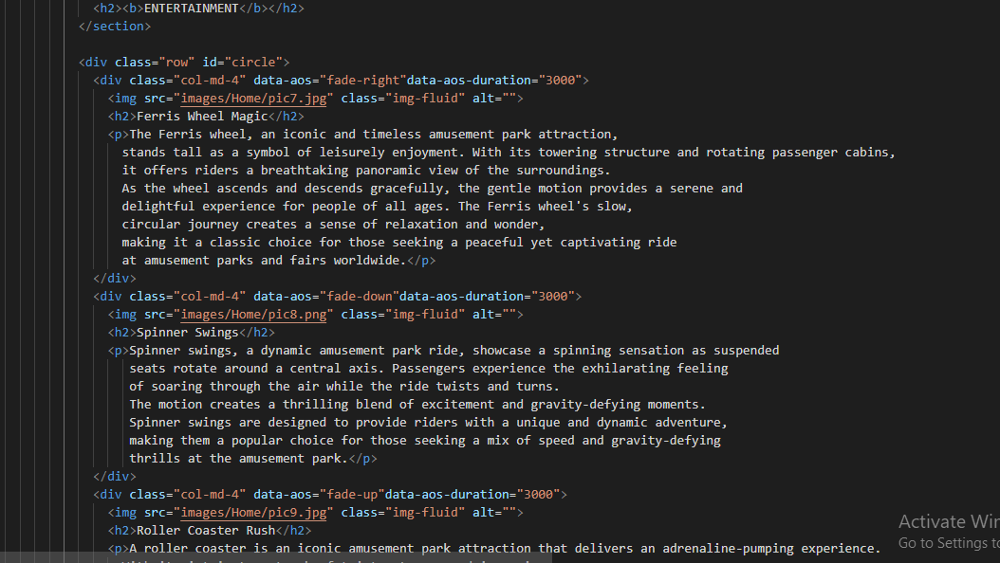 <h2><b>ENTERTAINMENT</b></h2>
</section>
<div class="row" id="circle">
<div class="col-md-4" data-aos="fade-right"data-aos-duration="3000">
<img src="images/Home/pic7.jpg" class="img-fluid" alt="">
<h2>Ferris Wheel Magic</h2>
<p>The Ferris wheel, an iconic and timeless amusement park attraction,
stands tall as a symbol of leisurely enjoyment. With its towering structure and rotating passenger cabins,
it offers riders a breathtaking panoramic view of the surroundings.
As the wheel ascends and descends gracefully, the gentle motion provides a serene and
delightful experience for people of all ages. The Ferris wheel's slow,
circular journey creates a sense of relaxation and wonder,
making it a classic choice for those seeking a peaceful yet captivating ride
at amusement parks and fairs worldwide.</p>
</div>
<div class="col-md-4" data-aos="fade-down"data-aos-duration="3000">
<img src="images/Home/pic8.png" class="img-fluid" alt="">
<h2>Spinner Swings</h2>
<p>Spinner swings, a dynamic amusement park ride, showcase a spinning sensation as suspended
seats rotate around a central axis. Passengers experience the exhilarating feeling
of soaring through the air while the ride twists and turns.
The motion creates a thrilling blend of excitement and gravity-defying moments.
Spinner swings are designed to provide riders with a unique and dynamic adventure,
making them a popular choice for those seeking a mix of speed and gravity-defying
thrills at the amusement park.</p>
</div>
<div class="col-md-4" data-aos="fade-up"data-aos-duration="3000">
<img src="images/Home/pic9.jpg" class="img-fluid" alt="">
<h2>Roller Coaster Rush</h2>
<p>A roller coaster is an iconic amusement park attraction that delivers an adrenaline-pumping experience.
Activate Win
Go to Settings to